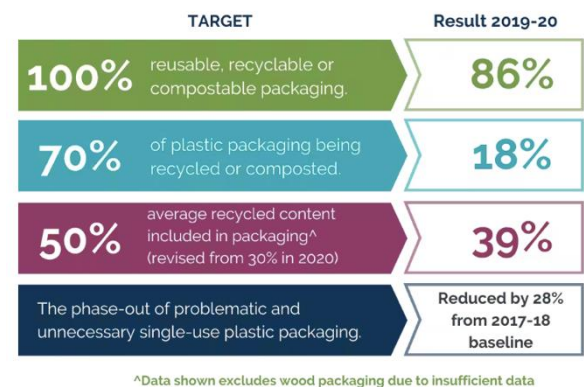 TARGET
Result 2019-20
100%
reusable, recyclable or
compostable packaging.
86%
70%
of plastic packaging being
recycled or composted.
18%
50%
average recycled content
included in packaging^
(revised from 30% in 2020)
39%
The phase-out of problematic and
unnecessary single-use plastic packaging.
Reduced by 28%
from 2017-18
baseline
^Data shown excludes wood packaging due to insufficient data